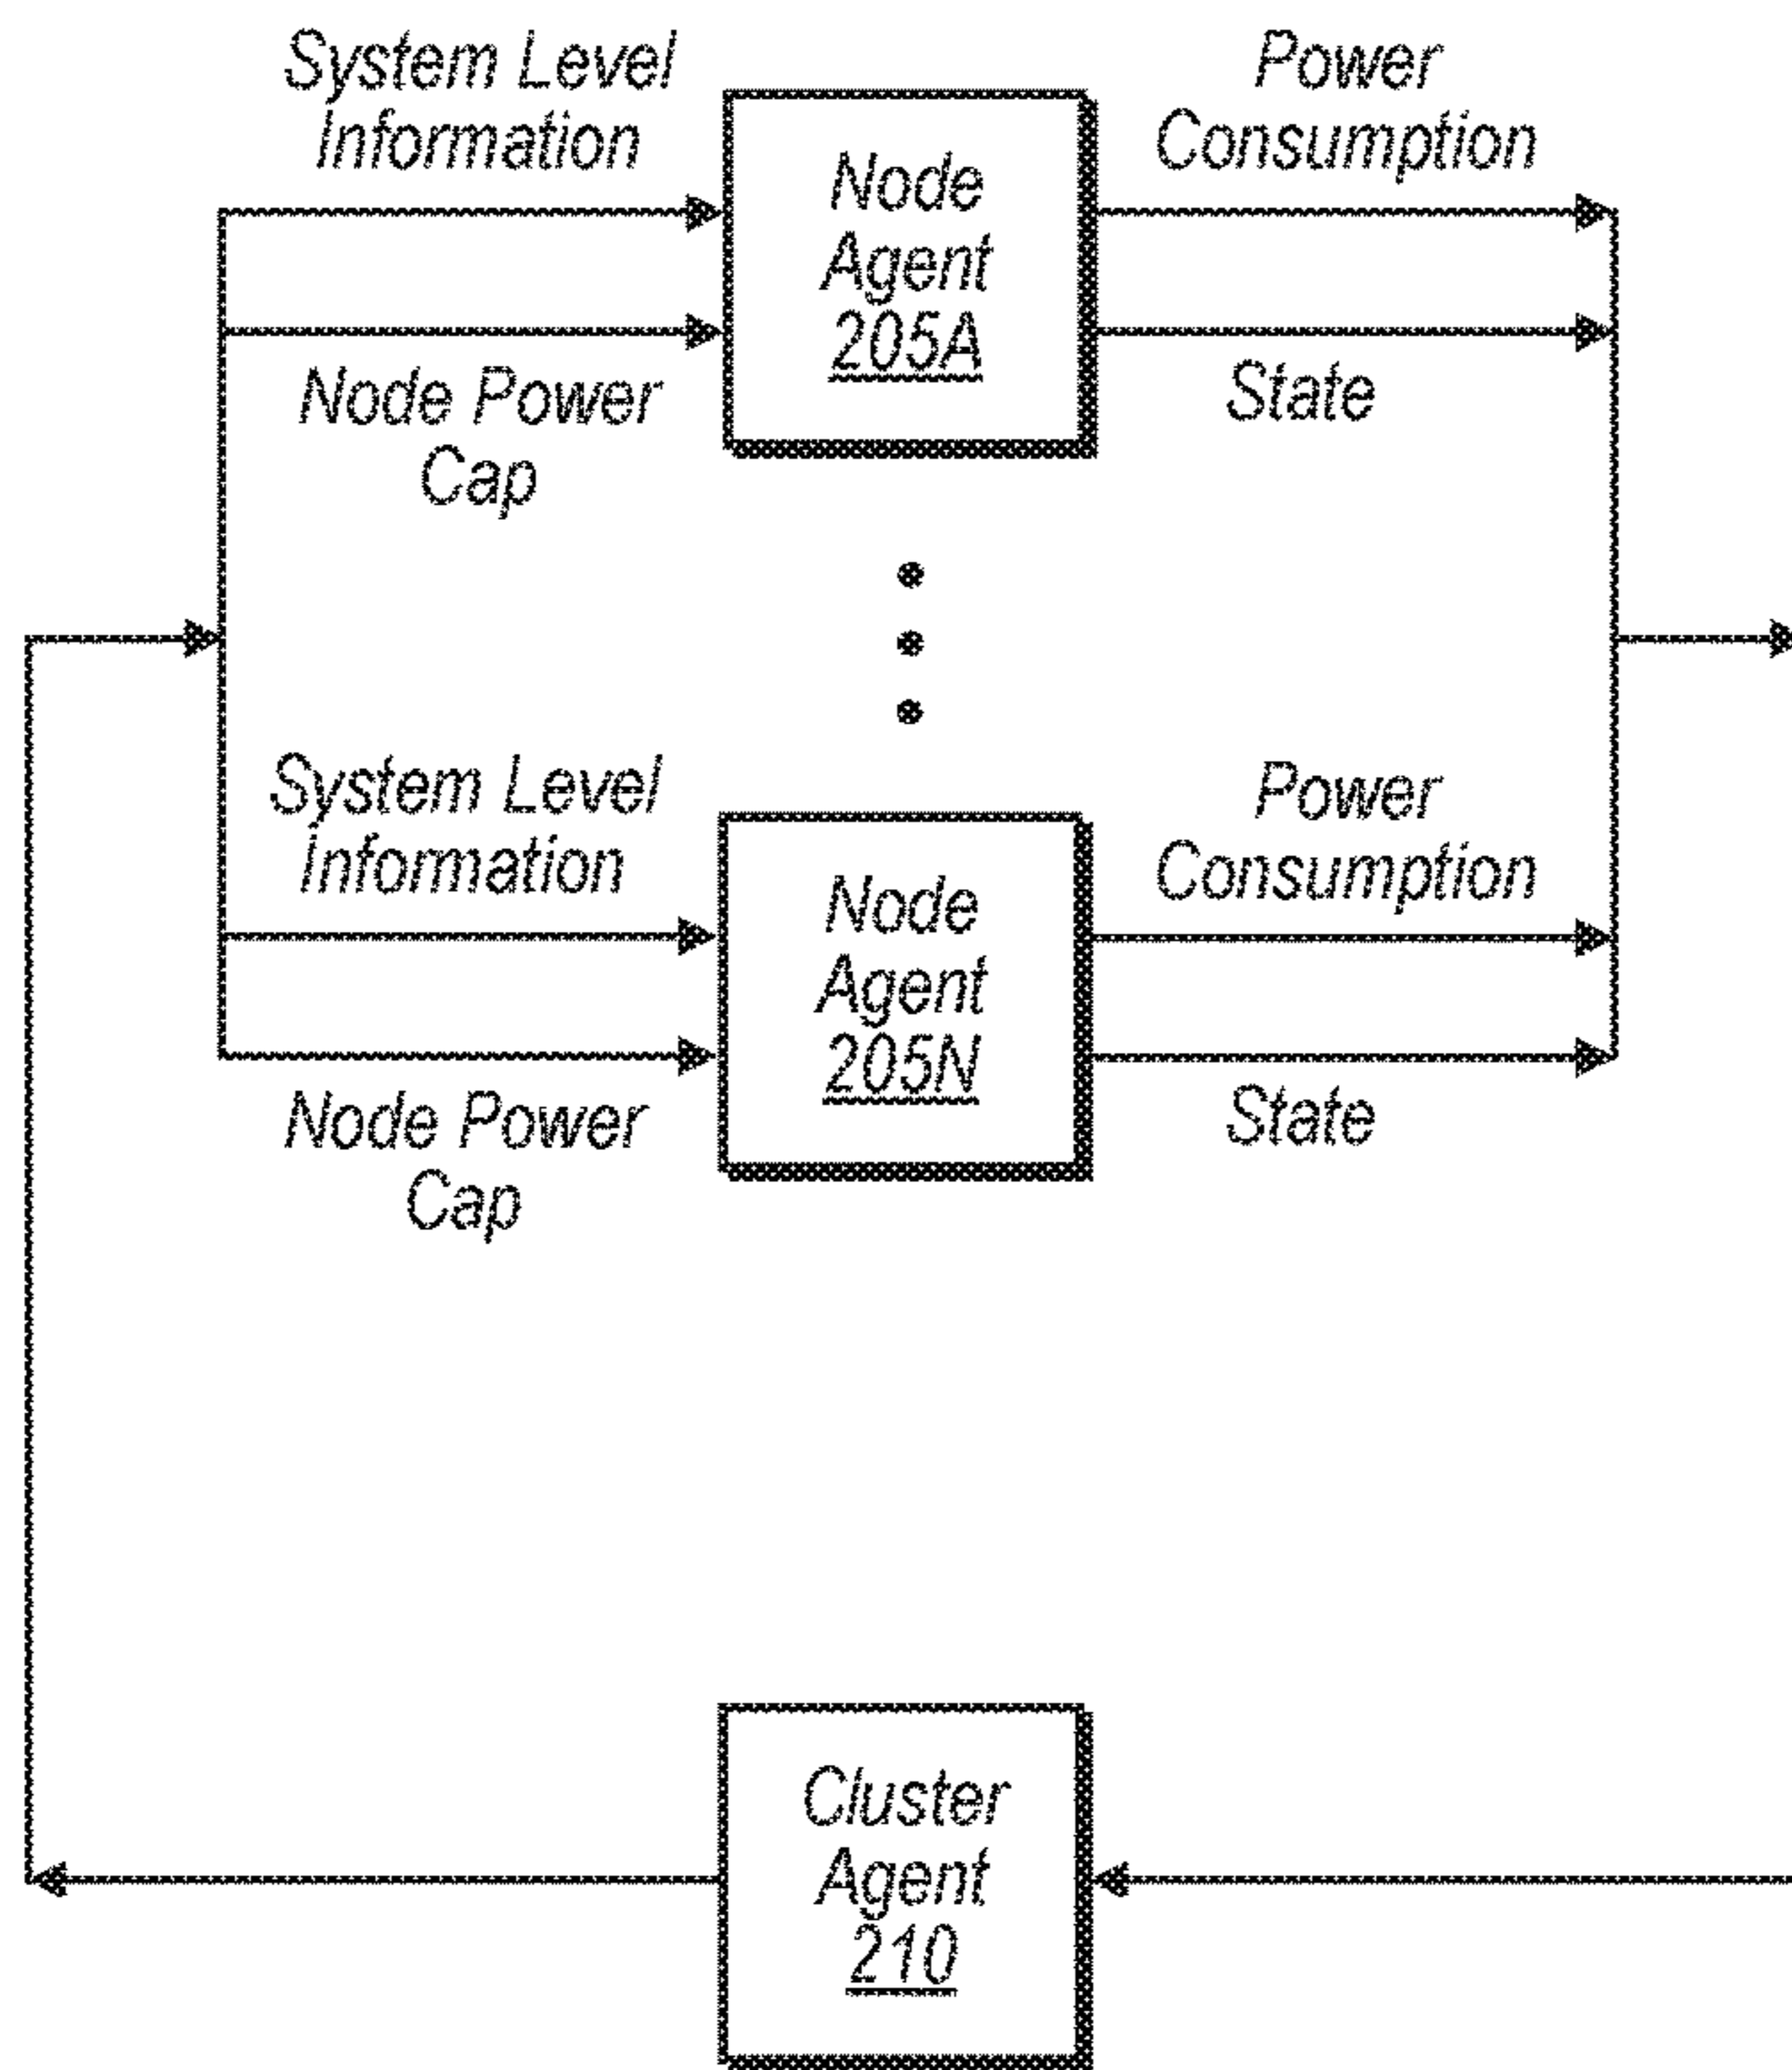 System Level
Information
Node Power
Cap
Node
Agent
205A
Power
Consumption
State
System Level
Information
Node Power
Cap
Node
Agent
205N
Power
Consumption
State
Cluster
Agent
210